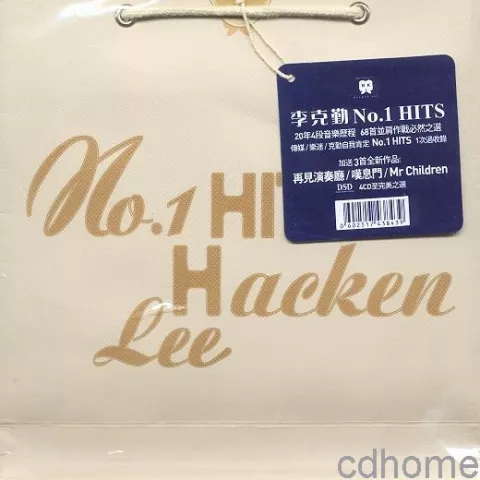 李克勤 No.1 HITS
20年4段音樂歷程 68首並肩作戰必然之選
傳媒/樂迷/克勤自我肯定 No.1 HITS 1次過收錄
加送 3首全新作品:
再見演奏廳/嘆息門/Mr Children
DSD 4CD至完美之選
No.1 HIT
Hacken
Lee
cdhome